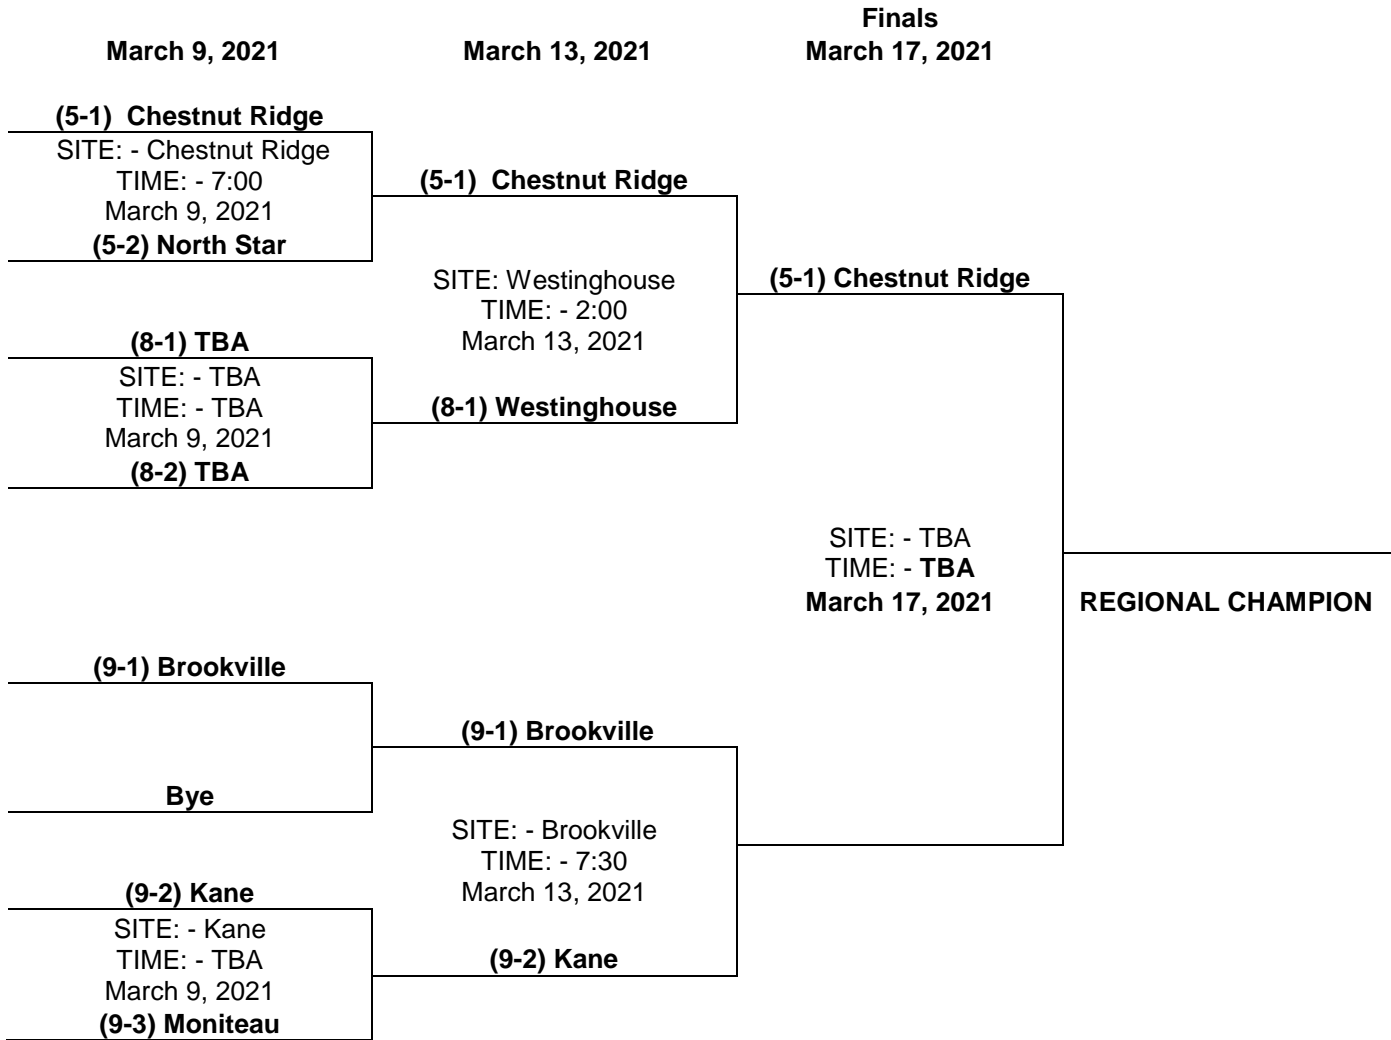 Finals
March 9, 2021
March 13, 2021
March 17, 2021
(5-1) Chestnut Ridge
SITE: - Chestnut Ridge
TIME: - 7:00
March 9, 2021
(5-2) North Star
(8-1) TBA
SITE: - TBA
TIME: - TBA
March 9, 2021
(8-2) TBA
(9-1) Brookville
Bye
(9-2) Kane
SITE: - Kane
TIME: - TBA
March 9, 2021
(9-3) Moniteau
(5-1) Chestnut Ridge
SITE: Westinghouse
TIME: - 2:00
March 13, 2021
(8-1) Westinghouse
(9-1) Brookville
SITE: - Brookville
TIME: - 7:30
March 13, 2021
(9-2) Kane
(5-1) Chestnut Ridge
SITE: - TBA
TIME: - TBA
March 17, 2021
REGIONAL CHAMPION